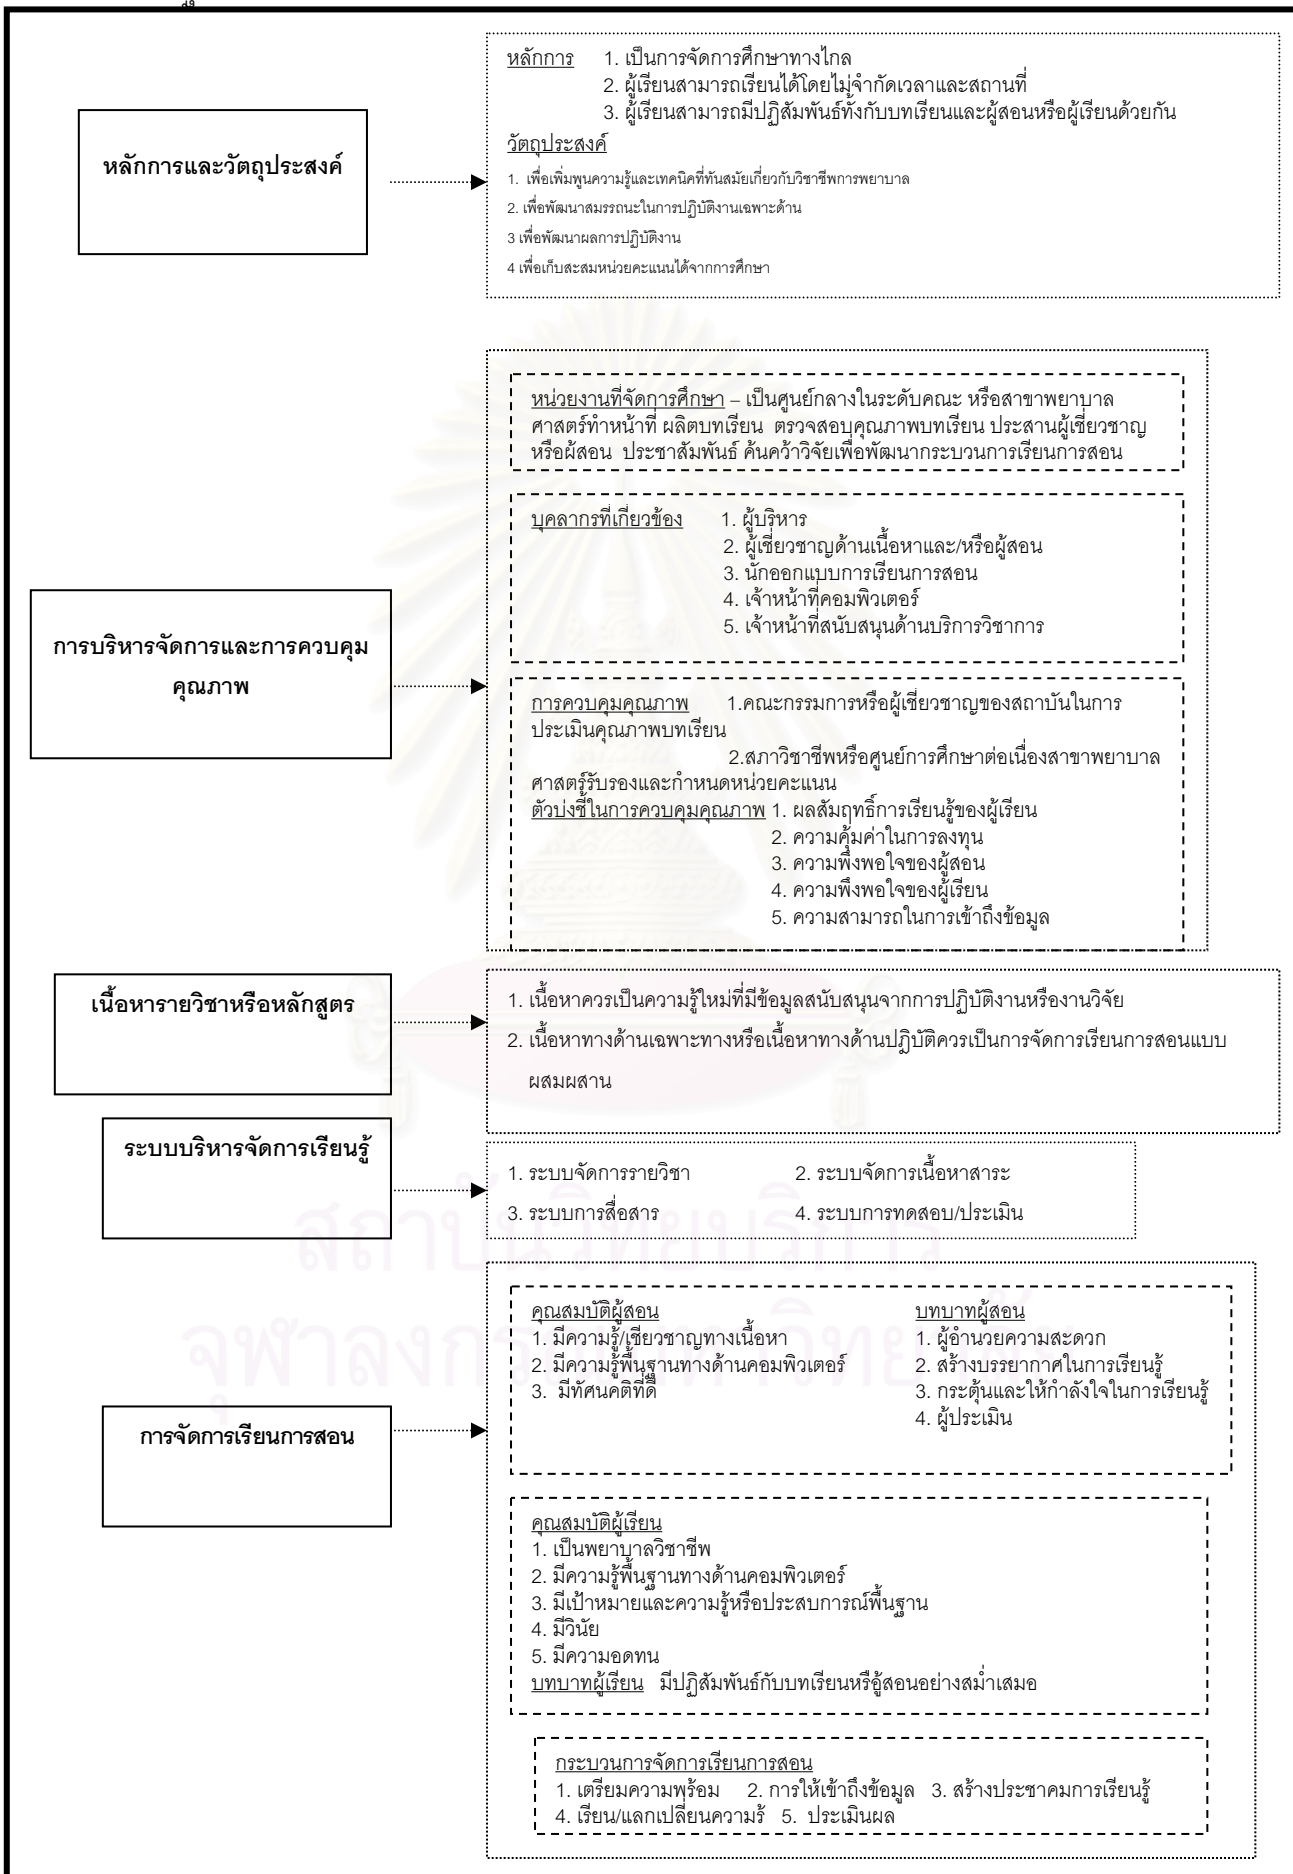 หลักการและวัตถุประสงค์
หลักการ 1. เป็นการจัดการศึกษาทางไกล
2. ผู้เรียนสามารถเรียนได้โดยไม่จำกัดเวลาและสถานที่
3. ผู้เรียนสามารถมีปฏิสัมพันธ์ทั้งกับบทเรียนและผู้สอนหรือผู้เรียนด้วยกัน
วัตถุประสงค์
1. เพื่อเพิ่มพูนความรู้และเทคนิคที่ทันสมัยเกี่ยวกับวิชาชีพการพยาบาล
2. เพื่อพัฒนาสมรรถนะในการปฏิบัติงานเฉพาะด้าน
3 เพื่อพัฒนาผลการปฏิบัติงาน
4 เพื่อเก็บสะสมหน่วยคะแนนได้จากการศึกษา
การบริหารจัดการและการควบคุม
คุณภาพ
หน่วยงานที่จัดการศึกษา – เป็นศูนย์กลางในระดับคณะ หรือสาขาพยาบาล
ศาสตร์ทำหน้าที่ ผลิตบทเรียน ตรวจสอบคุณภาพบทเรียน ประสานผู้เชี่ยวชาญ
หรือผู้สอน ประชาสัมพันธ์ ค้นคว้าวิจัยเพื่อพัฒนากระบวนการเรียนการสอน
บุคลากรที่เกี่ยวข้อง 1. ผู้บริหาร
2. ผู้เชี่ยวชาญด้านเนื้อหาและ/หรือผู้สอน
3. นักออกแบบการเรียนการสอน
4. เจ้าหน้าที่คอมพิวเตอร์
5. เจ้าหน้าที่สนับสนุนด้านบริการวิชาการ
การควบคุมคุณภาพ 1.คณะกรรมการหรือผู้เชี่ยวชาญของสถาบันในการ
ประเมินคุณภาพบทเรียน
2.สภาวิชาชีพหรือศูนย์การศึกษาต่อเนื่องสาขาพยาบาล
ศาสตร์รับรองและกำหนดหน่วยคะแนน
ตัวบ่งชี้ในการควบคุมคุณภาพ 1. ผลสัมฤทธิ์การเรียนรู้ของผู้เรียน
2. ความคุ้มค่าในการลงทุน
3. ความพึงพอใจของผู้สอน
4. ความพึงพอใจของผู้เรียน
5. ความสามารถในการเข้าถึงข้อมูล
เนื้อหารายวิชาหรือหลักสูตร
1. เนื้อหาควรเป็นความรู้ใหม่ที่มีข้อมูลสนับสนุนจากการปฏิบัติงานหรืองานวิจัย
2. เนื้อหาทางด้านเฉพาะทางหรือเนื้อหาทางด้านปฏิบัติควรเป็นการจัดการเรียนการสอนแบบ
ผสมผสาน
ระบบบริหารจัดการเรียนรู้
1. ระบบจัดการรายวิชา 2. ระบบจัดการเนื้อหาสาระ
3. ระบบการสื่อสาร 4. ระบบการทดสอบ/ประเมิน
สถาบันวิทยบริการ
จุฬาลงกรณ์มหาวิทยาลัย
การจัดการเรียนการสอน
คุณสมบัติผู้สอน
1. มีความรู้/เชี่ยวชาญทางเนื้อหา
2. มีความรู้พื้นฐานทางด้านคอมพิวเตอร์
3. มีทัศนคติที่ดี
บทบาทผู้สอน
1. ผู้อำนวยความสะดวก
2. สร้างบรรยากาศในการเรียนรู้
3. กระตุ้นและให้กำลังใจในการเรียนรู้
4. ผู้ประเมิน
คุณสมบัติผู้เรียน
1. เป็นพยาบาลวิชาชีพ
2. มีความรู้พื้นฐานทางด้านคอมพิวเตอร์
3. มีเป้าหมายและความรู้หรือประสบการณ์พื้นฐาน
4. มีวินัย
5. มีความอดทน
บทบาทผู้เรียน มีปฏิสัมพันธ์กับบทเรียนหรือู้สอนอย่างสม่ำเสมอ
กระบวนการจัดการเรียนการสอน
1. เตรียมความพร้อม 2. การให้เข้าถึงข้อมูล 3. สร้างประชาคมการเรียนรู้
4. เรียน/แลกเปลี่ยนความรู้ 5. ประเมินผล